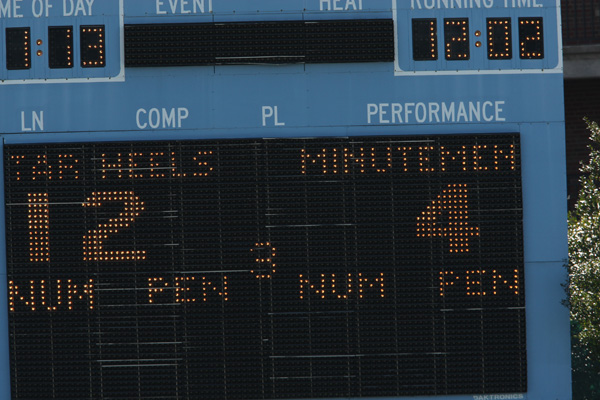 ME OF DAY EVENT HEAT RUNNING TIME
1:13 12:02
LN COMP PL PERFORMANCE
TAR HEELS MINUTEMEN
12 4
3
NUM PEN NUM PEN
DAKTRONICS